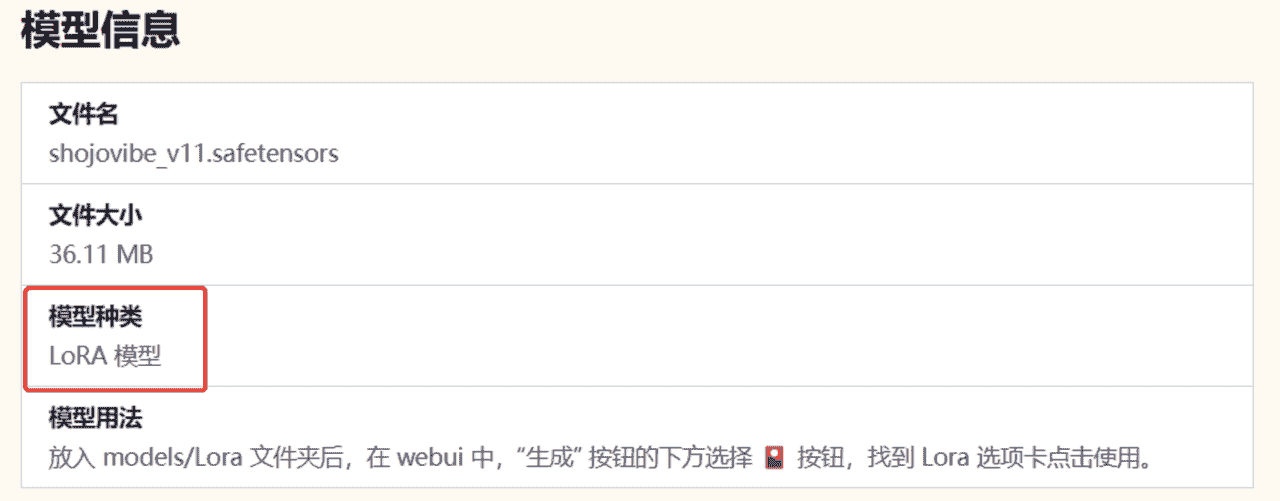 模型信息
文件名
shojovibe_v11.safetensors
文件大小
36.11 MB
模型种类
LoRA 模型
模型用法
放入 models/Lora 文件夹后，在 webui 中，“生成” 按钮的下方选择 🎴 按钮，找到 Lora 选项卡点击使用。